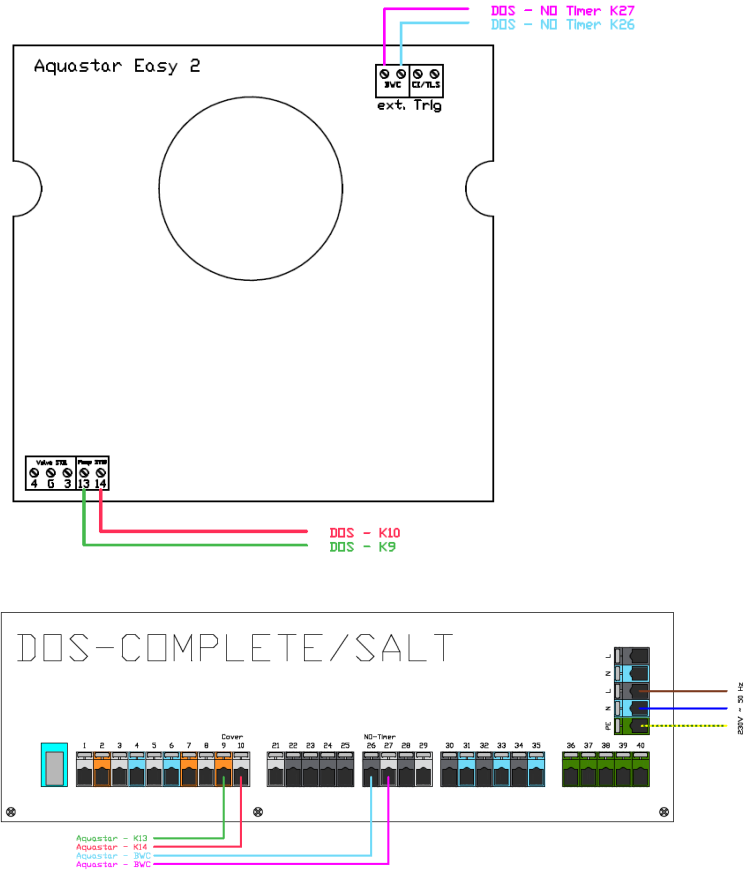 DOS - NO Timer K27
DOS - NO Timer K26
Aquastar Easy 2
BWC CI/TLS
ext. Trig
Valve STX1
4 G 3 13 14
DOS - K10
DOS - K9
DOS-COMPLETE/SALT
L
N
L
N
PE
230V - 50 Hz
Cover
NO-Timer
1 2 3 4 5 6 7 8 9 10 21 22 23 24 25 26 27 28 29 30 31 32 33 34 35 36 37 38 39 40
Aquastar - K13
Aquastar - K14
Aquastar - BWC
Aquastar - BWC